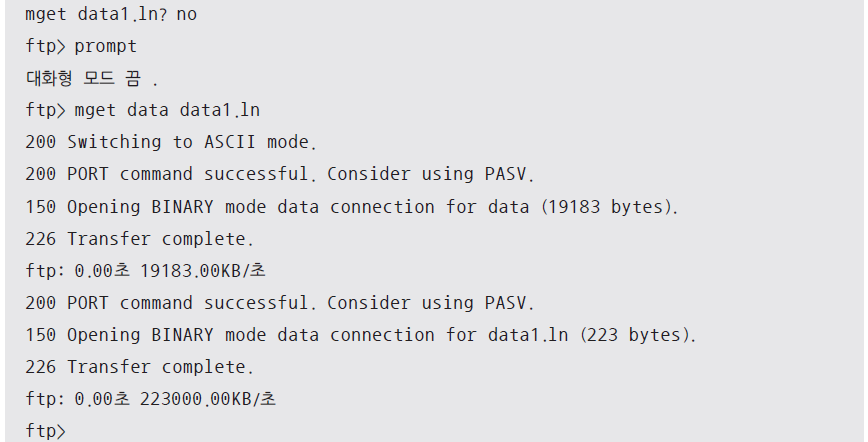 mget data1.ln? no
ftp> prompt
대화형 모드 끔 .
ftp> mget data data1.ln
200 Switching to ASCII mode.
200 PORT command successful. Consider using PASV.
150 Opening BINARY mode data connection for data (19183 bytes).
226 Transfer complete.
ftp: 0.00초 19183.00KB/초
200 PORT command successful. Consider using PASV.
150 Opening BINARY mode data connection for data1.ln (223 bytes).
226 Transfer complete.
ftp: 0.00초 223000.00KB/초
ftp>